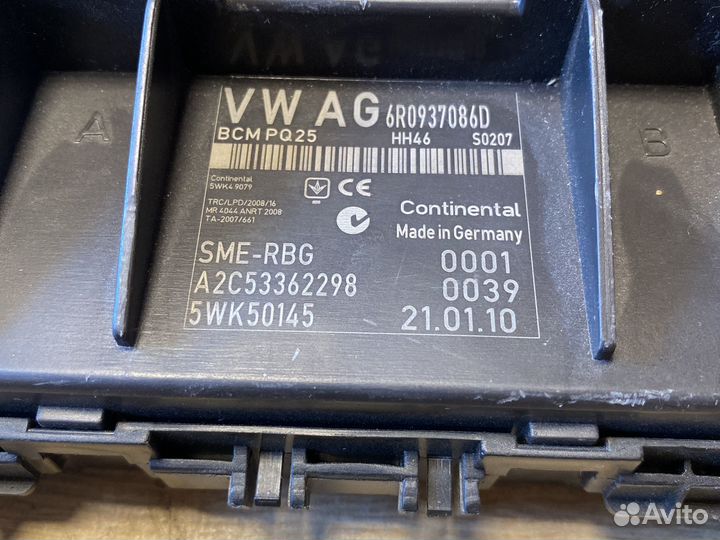 VW AG 6R0937086D
BCM PQ25 HH46 S0207
A
B
Continental
5WK4 9079
CE
TRC/LPD/2008/16
MR 4044 ANRT 2008
TA-2007/661
Continental
Made in Germany
SME-RBG 0001
A2C53362298 0039
5WK50145 21.01.10
Avito